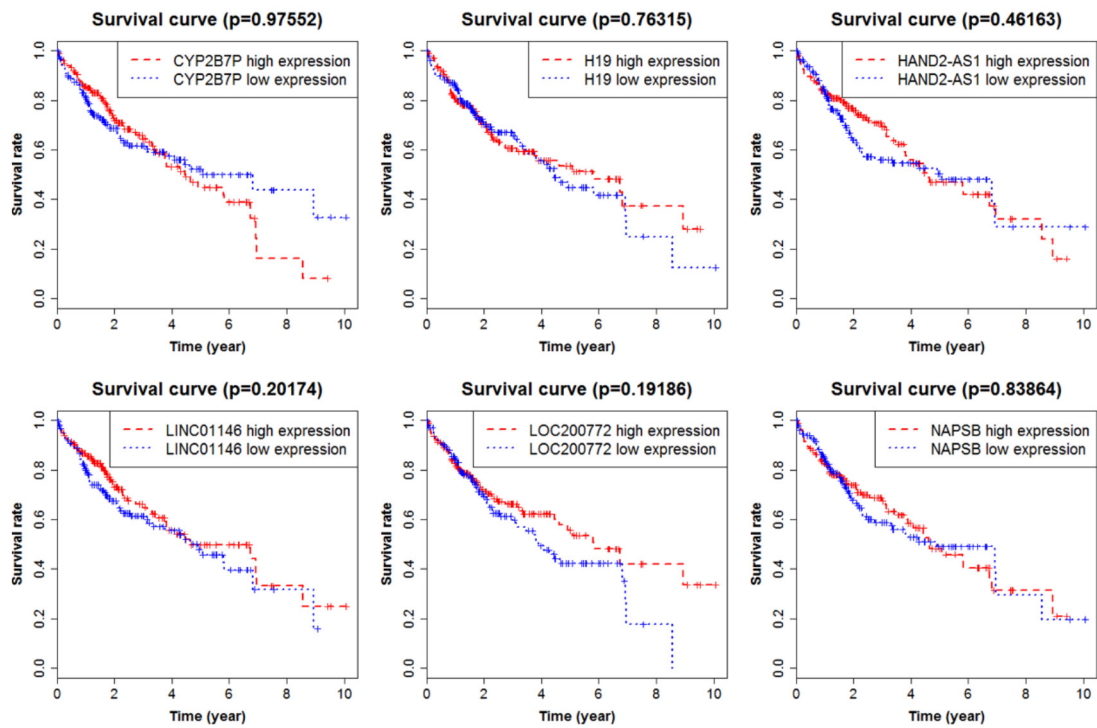 Survival curve (p=0.97552)
CYP2B7P high expression
CYP2B7P low expression
Survival rate
1.0
0.8
0.6
0.4
0.2
0.0
0 2 4 6 8 10
Time (year)
Survival curve (p=0.76315)
H19 high expression
H19 low expression
Survival rate
1.0
0.8
0.6
0.4
0.2
0.0
0 2 4 6 8 10
Time (year)
Survival curve (p=0.46163)
HAND2-AS1 high expression
HAND2-AS1 low expression
Survival rate
1.0
0.8
0.6
0.4
0.2
0.0
0 2 4 6 8 10
Time (year)
Survival curve (p=0.20174)
LINC01146 high expression
LINC01146 low expression
Survival rate
1.0
0.8
0.6
0.4
0.2
0.0
0 2 4 6 8 10
Time (year)
Survival curve (p=0.19186)
LOC200772 high expression
LOC200772 low expression
Survival rate
1.0
0.8
0.6
0.4
0.2
0.0
0 2 4 6 8 10
Time (year)
Survival curve (p=0.83864)
NAPSB high expression
NAPSB low expression
Survival rate
1.0
0.8
0.6
0.4
0.2
0.0
0 2 4 6 8 10
Time (year)